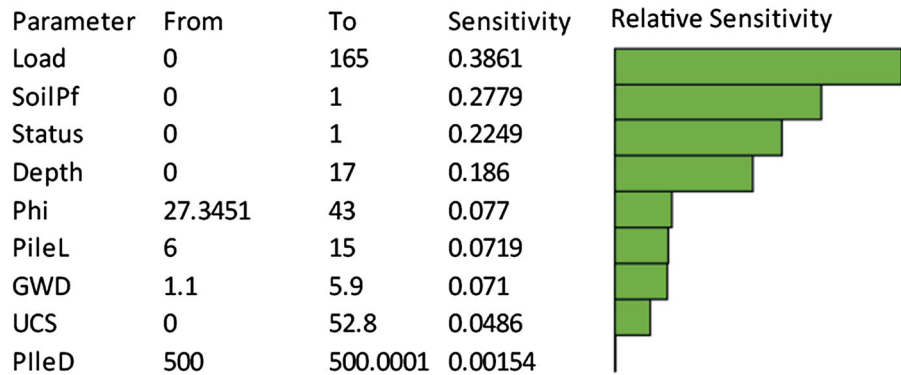 Parameter From To Sensitivity Relative Sensitivity
Load 0 165 0.3861
SoilPf 0 1 0.2779
Status 0 1 0.2249
Depth 0 17 0.186
Phi 27.3451 43 0.077
PileL 6 15 0.0719
GWD 1.1 5.9 0.071
UCS 0 52.8 0.0486
PIleD 500 500.0001 0.00154